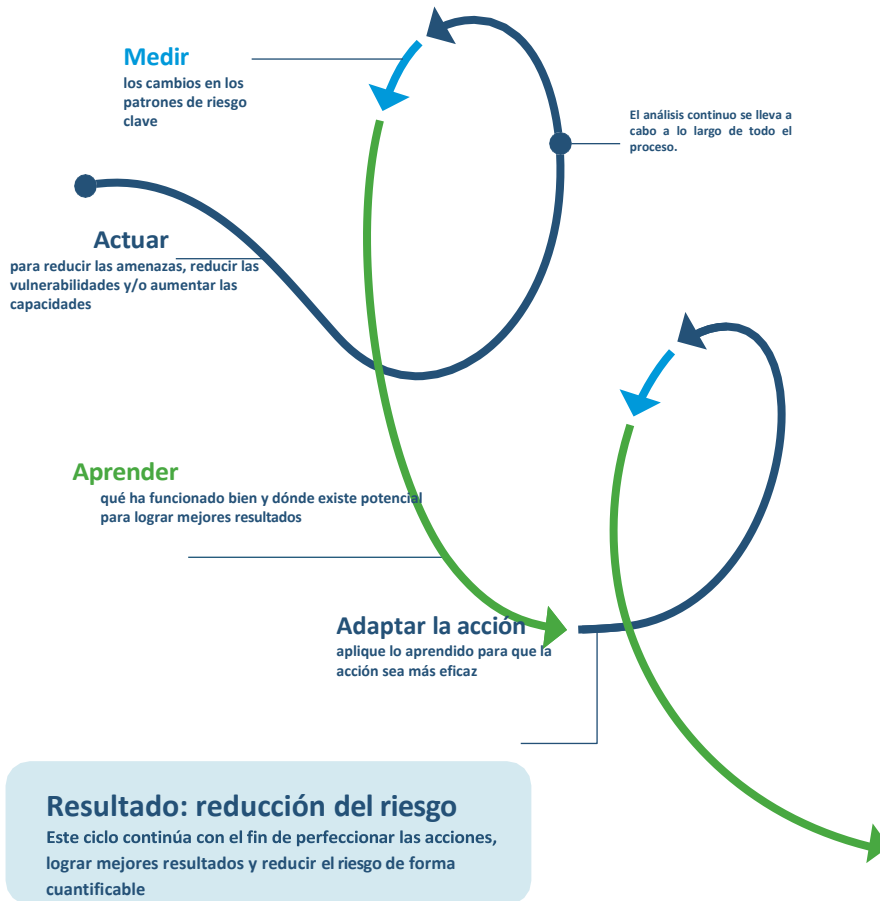 Medir
los cambios en los
patrones de riesgo
clave
El análisis continuo se lleva a
cabo a lo largo de todo el
proceso.
Actuar
para reducir las amenazas, reducir las
vulnerabilidades y/o aumentar las
capacidades
Aprender
qué ha funcionado bien y dónde existe potencial
para lograr mejores resultados
Adaptar la acción
aplique lo aprendido para que la
acción sea más eficaz
Resultado: reducción del riesgo
Este ciclo continúa con el fin de perfeccionar las acciones,
lograr mejores resultados y reducir el riesgo de forma
cuantificable